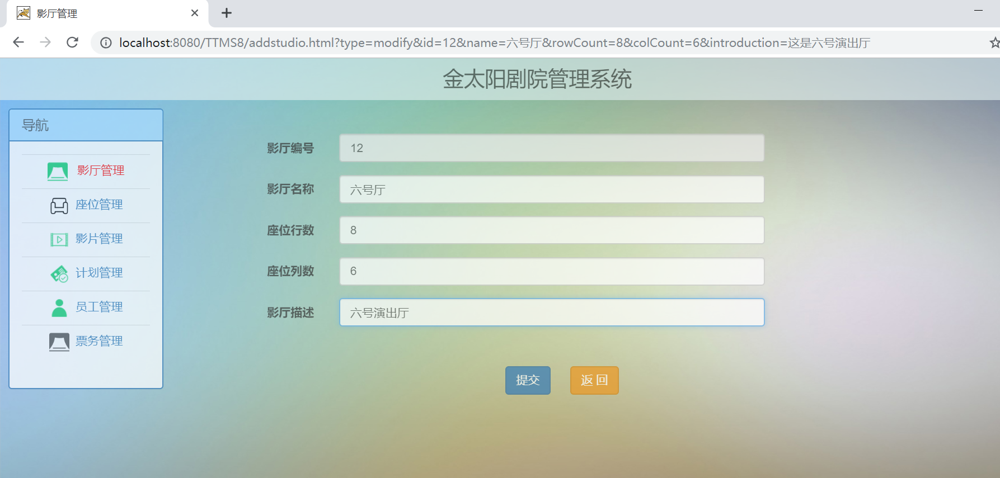 影厅管理
localhost:8080/TTMS8/addstudio.html?type=modify&id=12&name=六号厅&rowCount=8&colCount=6&introduction=这是六号演出厅
金太阳剧院管理系统
导航
影厅管理
座位管理
影片管理
计划管理
员工管理
票务管理
影厅编号 12
影厅名称 六号厅
座位行数 8
座位列数 6
影厅描述 六号演出厅
提交 返 回